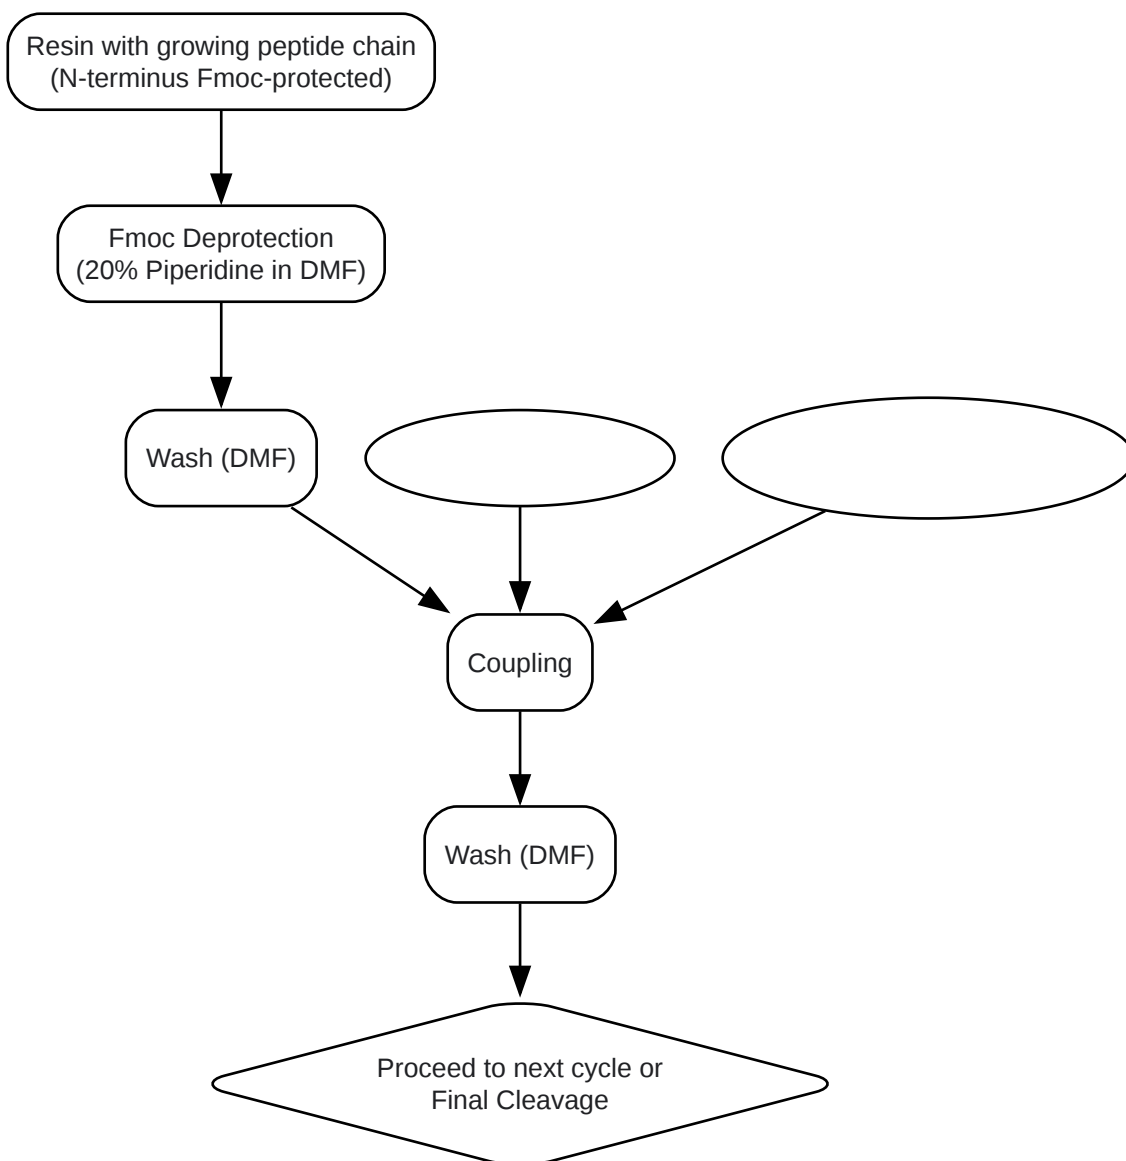 Resin with growing peptide chain
(N-terminus Fmoc-protected)
Fmoc Deprotection
(20% Piperidine in DMF)
Wash (DMF)
Coupling
Wash (DMF)
Proceed to next cycle or
Final Cleavage